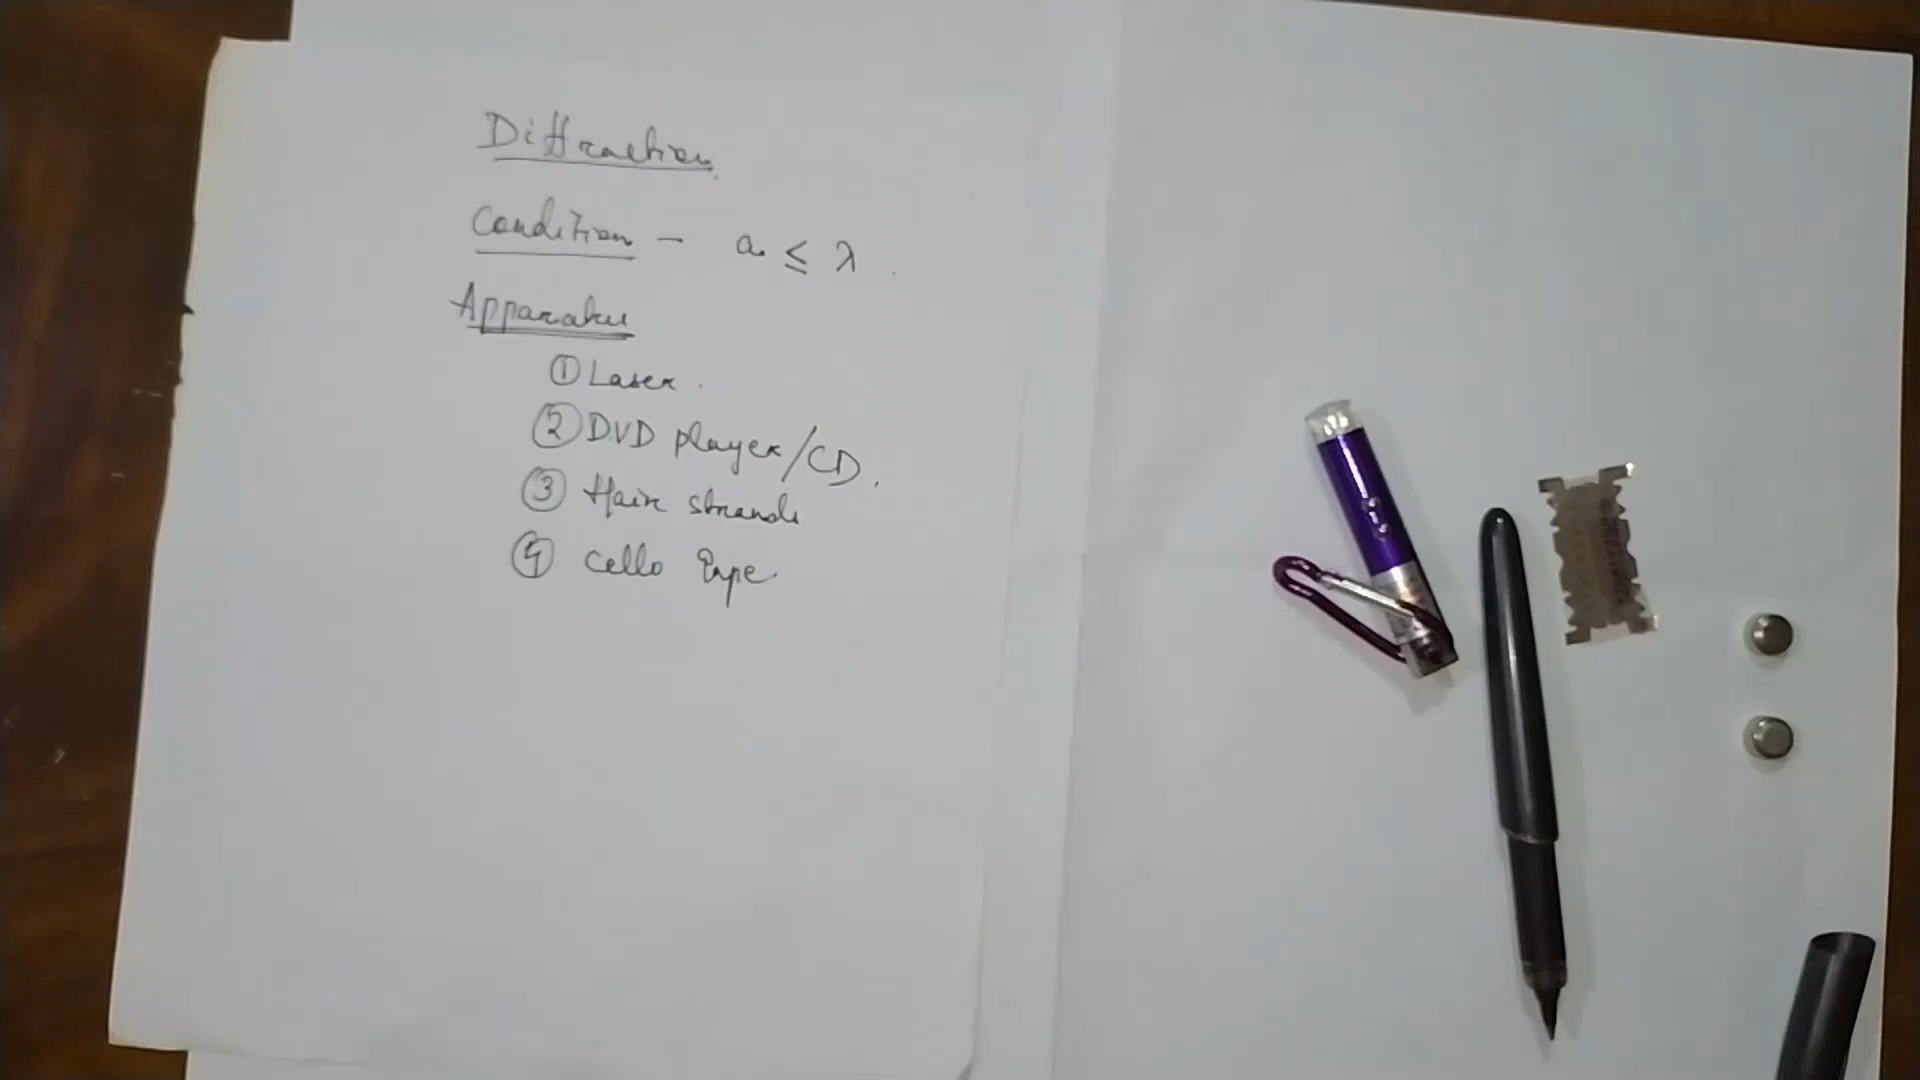 Diffraction
Condition - a ≤ λ.
Apparatus
① Laser.
② DVD player/CD.
③ Hair strands
④ Cello Tape.